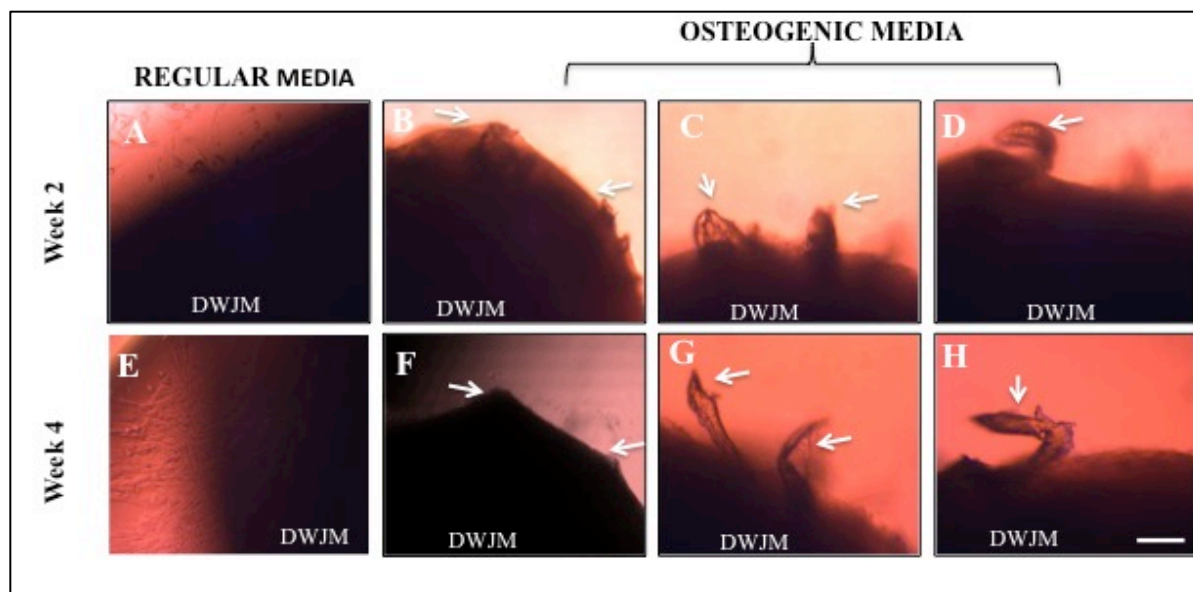 OSTEOGENIC MEDIA
REGULAR MEDIA
Week 2
A
B
C
D
DWJM
DWJM
DWJM
DWJM
Week 4
E
F
G
H
DWJM
DWJM
DWJM
DWJM